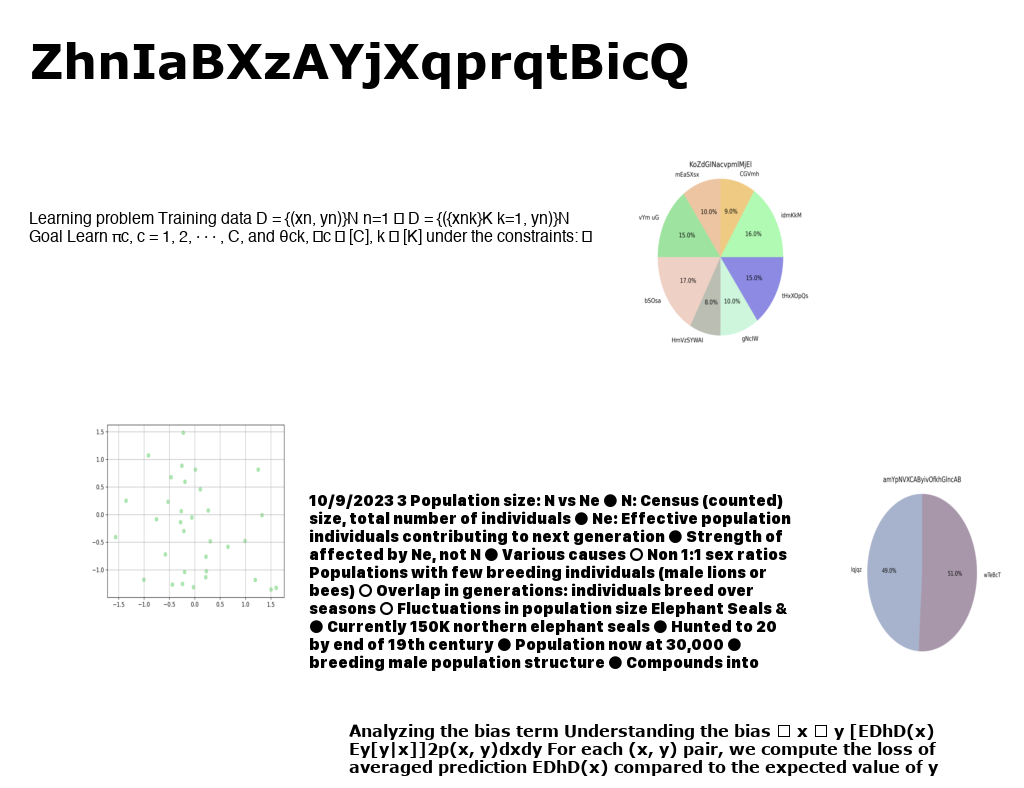 ZhnIaBXzAYjXqprqtBicQ
KoZdGlNacvpmlMjEl
mEaSXsx
CGVmh
vYm uG
idmKkM
10.0%
9.0%
15.0%
16.0%
17.0%
15.0%
8.0%
10.0%
bSOsa
tHxXOpQs
HmVzSYWAl
gNclW
Learning problem Training data D = {(xn, yn)}N n=1 □ D = {({xnk}K k=1, yn)}N
Goal Learn πc, c = 1, 2, · · · , C, and θck, □c □ [C], k □ [K] under the constraints: □
1.5
1.0
0.5
0.0
−0.5
−1.0
−1.5 −1.0 −0.5 0.0 0.5 1.0 1.5
10/9/2023 3 Population size: N vs Ne ● N: Census (counted)
size, total number of individuals ● Ne: Effective population
individuals contributing to next generation ● Strength of
affected by Ne, not N ● Various causes ○ Non 1:1 sex ratios
Populations with few breeding individuals (male lions or
bees) ○ Overlap in generations: individuals breed over
seasons ○ Fluctuations in population size Elephant Seals &
● Currently 150K northern elephant seals ● Hunted to 20
by end of 19th century ● Population now at 30,000 ●
breeding male population structure ● Compounds into
amYpNVXCAByivOfkhGlncAB
lqjqz
49.0%
51.0%
wTeBcT
Analyzing the bias term Understanding the bias □ x □ y [EDhD(x)
Ey[y|x]]2p(x, y)dxdy For each (x, y) pair, we compute the loss of
averaged prediction EDhD(x) compared to the expected value of y